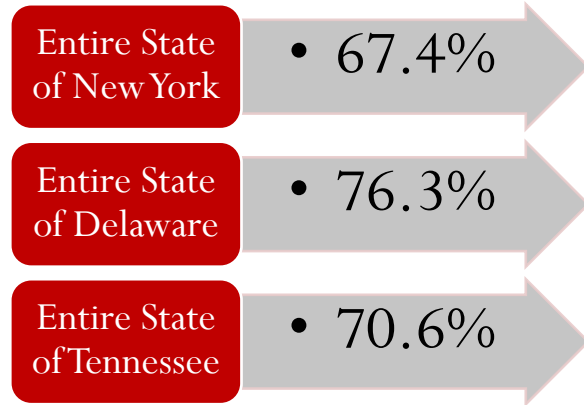 Entire State
of New York
• 67.4%
Entire State
of Delaware
• 76.3%
Entire State
of Tennessee
• 70.6%